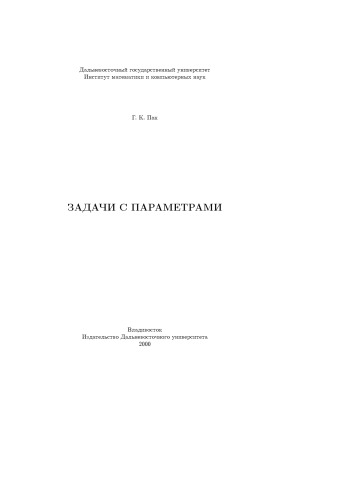 Дальневосточный государственный университет
Институт математики и компьютерных наук
Г. К. Пак
ЗАДАЧИ С ПАРАМЕТРАМИ
Владивосток
Издательство Дальневосточного университета
2000